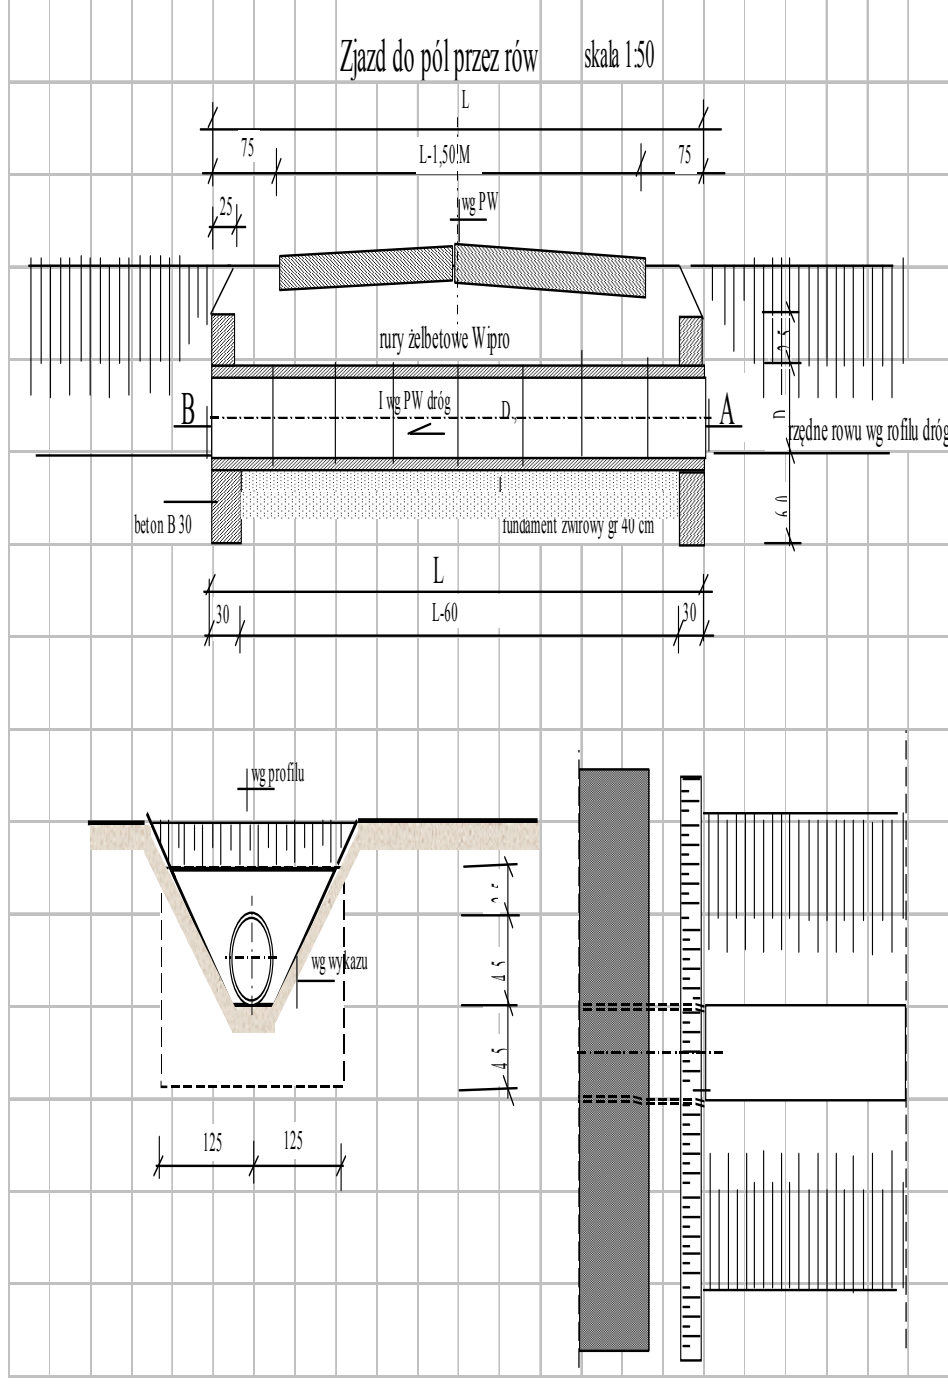 Zjazd do pól przez rów skala 1:50
L
75 L-1,50 M 75
25 wg PW
rury żelbetowe Wipro
B I wg PW dróg D, A
rzędne rowu wg rofilu dróg
beton B 30 fundament zwirowy gr 40 cm
L
30 L-60 30
wg profilu
wg wykazu
125 125